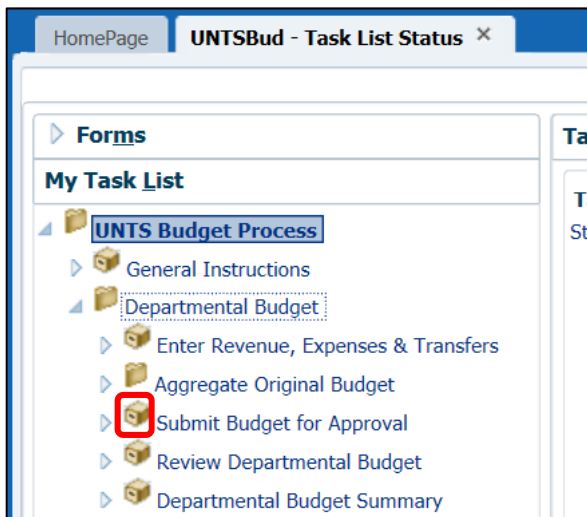 HomePage
UNTSBud - Task List Status ×
Forms
My Task List
UNTS Budget Process
General Instructions
Departmental Budget
Enter Revenue, Expenses & Transfers
Aggregate Original Budget
Submit Budget for Approval
Review Departmental Budget
Departmental Budget Summary